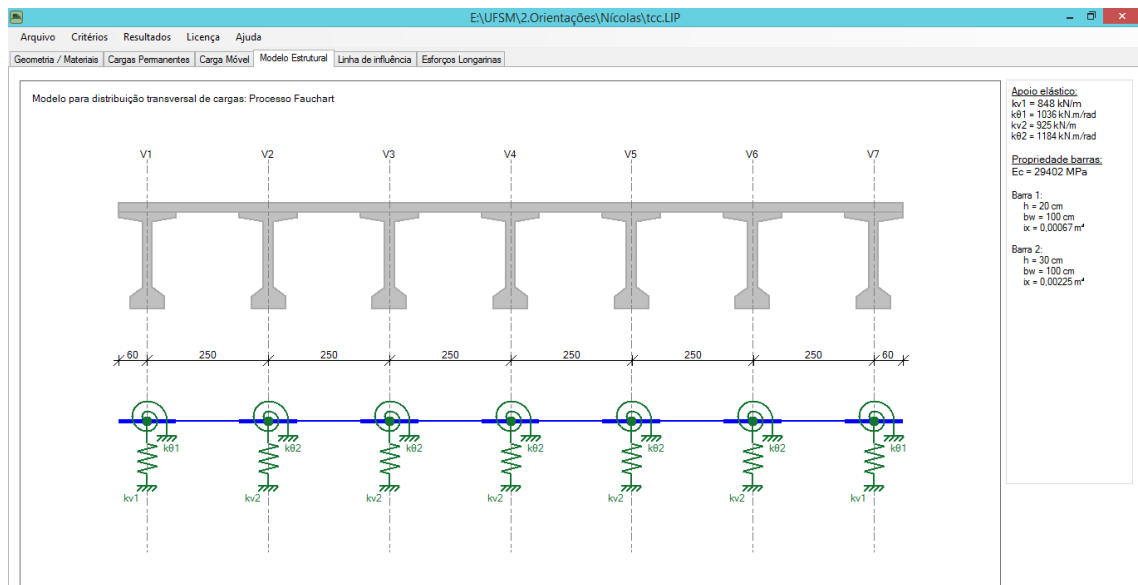 E:\UFSM\2.Orientações\Nícolas\tcc.LIP
Arquivo Critérios Resultados Licença Ajuda
Geometria / Materiais Cargas Permanentes Carga Móvel Modelo Estrutural Linha de influência Esforços Longarinas
Modelo para distribuição transversal de cargas: Processo Fauchart
V1 V2 V3 V4 V5 V6 V7
60 250 250 250 250 250 250 60
kθ1 kθ2 kθ2 kθ2 kθ2 kθ2 kθ1
kv1 kv2 kv2 kv2 kv2 kv2 kv1
Apoio elástico:
kv1 = 848 kN/m
kθ1 = 1036 kN.m/rad
kv2 = 925 kN/m
kθ2 = 1184 kN.m/rad
Propriedade barras:
Ec = 29402 MPa
Barra 1:
h = 20 cm
bw = 100 cm
ix = 0,00067 m⁴
Barra 2:
h = 30 cm
bw = 100 cm
ix = 0,00225 m⁴